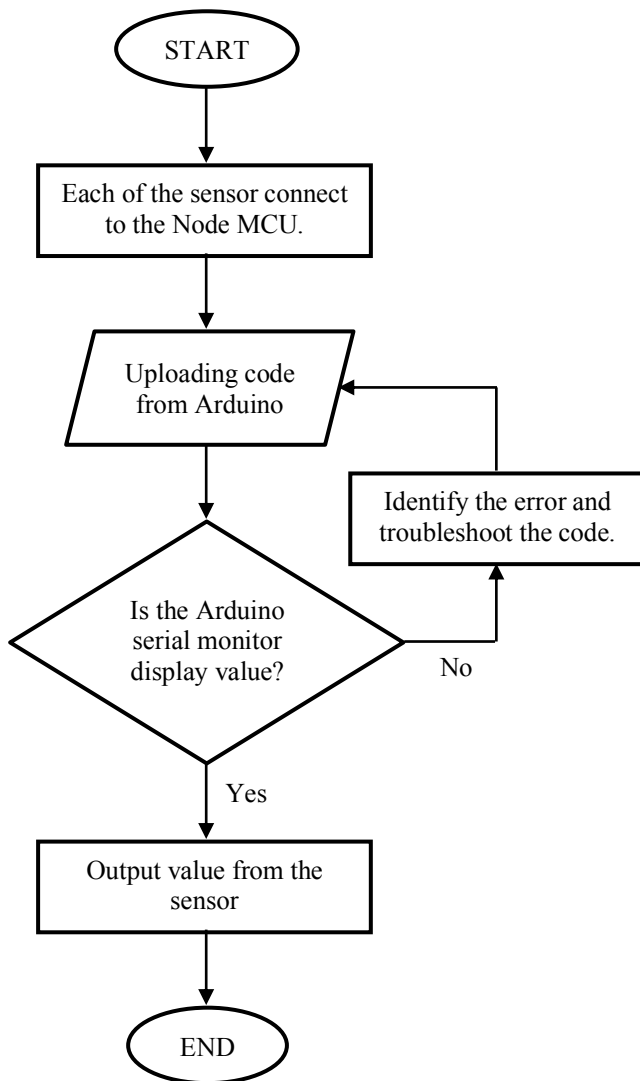 START
Each of the sensor connect
to the Node MCU.
Uploading code
from Arduino
Identify the error and
troubleshoot the code.
Is the Arduino
serial monitor
display value?
No
Yes
Output value from the
sensor
END